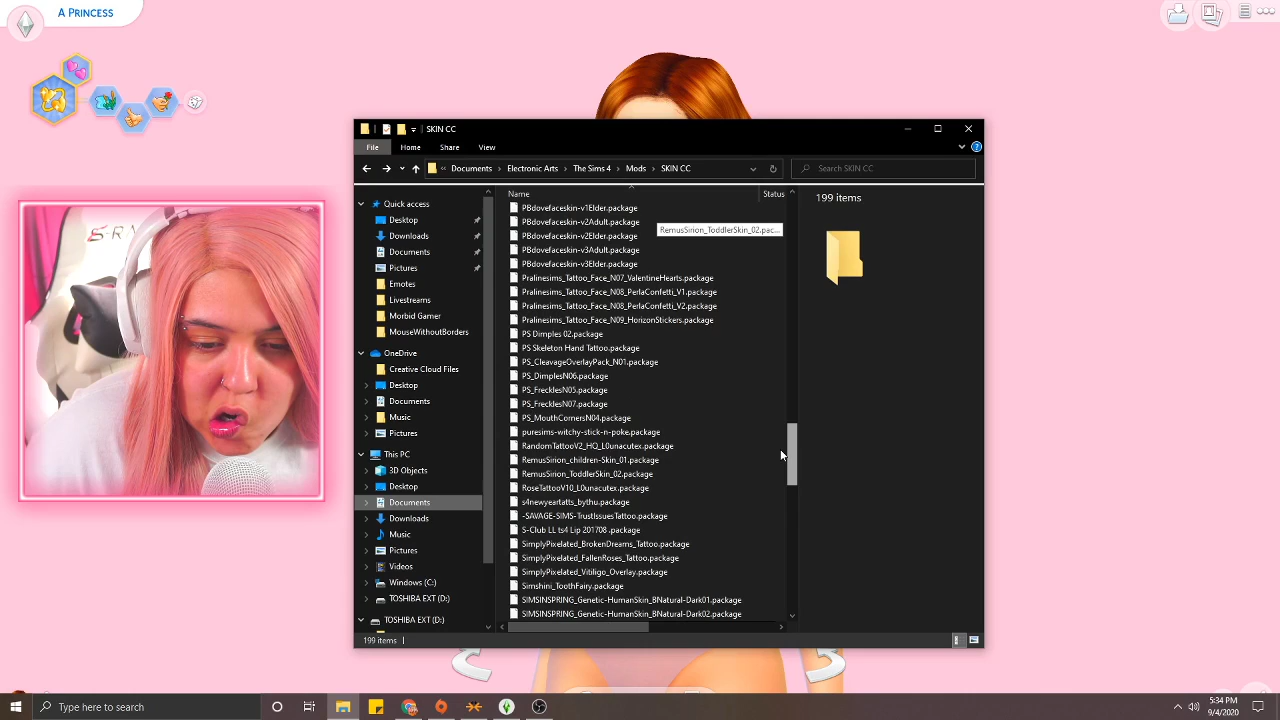 A PRINCESS
SKIN CC
File Home Share View
« Documents > Electronic Arts > The Sims 4 > Mods > SKIN CC
Search SKIN CC
Quick access
Desktop
Downloads
Documents
Pictures
Emotes
Livestreams
Morbid Gamer
MouseWithoutBorders
OneDrive
Creative Cloud Files
Desktop
Documents
Music
Pictures
This PC
3D Objects
Desktop
Documents
Downloads
Music
Pictures
Videos
Windows (C:)
TOSHIBA EXT (D:)
TOSHIBA EXT (D:)
Name Status
PBdovefaceskin-v1Elder.package
PBdovefaceskin-v2Adult.package
PBdovefaceskin-v2Elder.package
PBdovefaceskin-v3Adult.package
PBdovefaceskin-v3Elder.package
Pralinesims_Tattoo_Face_N07_ValentineHearts.package
Pralinesims_Tattoo_Face_N08_PerlaConfetti_V1.package
Pralinesims_Tattoo_Face_N08_PerlaConfetti_V2.package
Pralinesims_Tattoo_Face_N09_HorizonStickers.package
PS Dimples 02.package
PS Skeleton Hand Tattoo.package
PS_CleavageOverlayPack_N01.package
PS_DimplesN06.package
PS_FrecklesN05.package
PS_FrecklesN07.package
PS_MouthCornersN04.package
puresims-witchy-stick-n-poke.package
RandomTattooV2_HQ_L0unacutex.package
RemusSirion_children-Skin_01.package
RemusSirion_ToddlerSkin_02.package
RoseTattooV10_L0unacutex.package
s4newyeartatts_bythu.package
-SAVAGE-SIMS-TrustIssuesTattoo.package
S-Club LL ts4 Lip 201708 .package
SimplyPixelated_BrokenDreams_Tattoo.package
SimplyPixelated_FallenRoses_Tattoo.package
SimplyPixelated_Vitiligo_Overlay.package
Simshini_ToothFairy.package
SIMSINSPRING_Genetic-HumanSkin_BNatural-Dark01.package
SIMSINSPRING_Genetic-HumanSkin_BNatural-Dark02.package
RemusSirion_ToddlerSkin_02.pac...
199 items
199 items
Type here to search
5:34 PM
9/4/2020